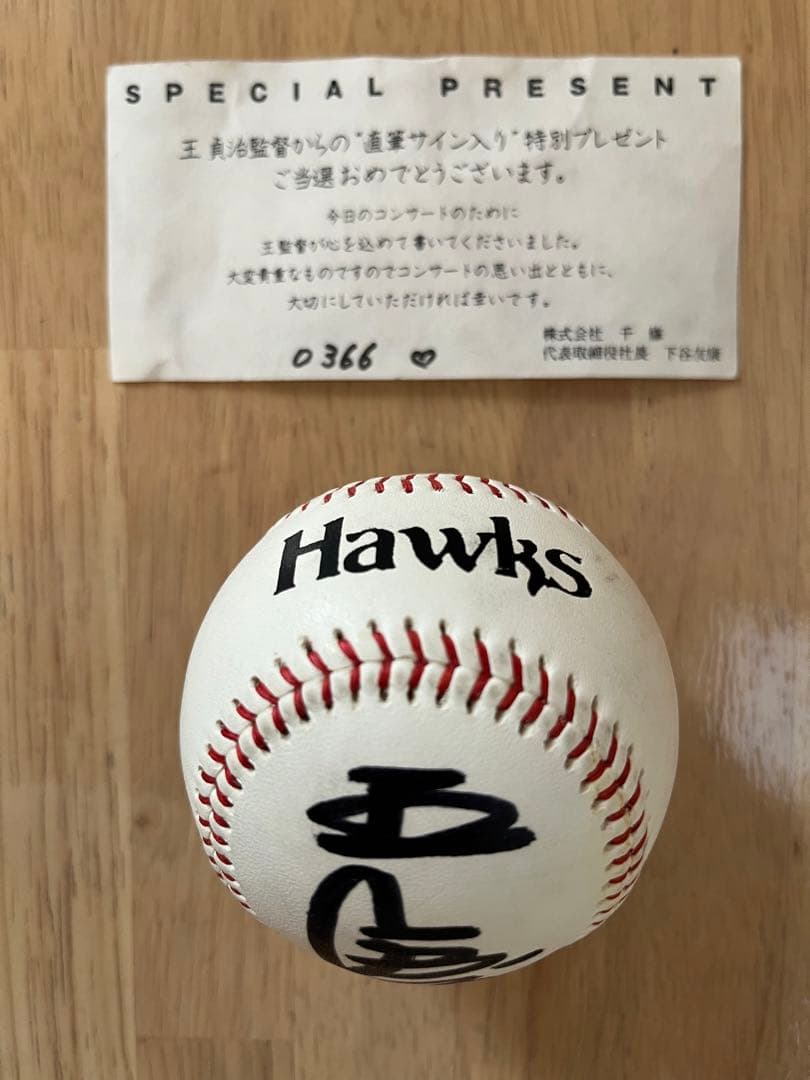 SPECIAL PRESENT
王貞治監督からの"直筆サイン入り"特別プレゼント
ご当選おめでとうございます。
今日のコンサートのために
王監督が心を込めて書いてくださいました。
大変貴重なものですのでコンサートの思い出とともに、
大切にしていただければ幸いです。
株式会社 千
代表取締役社長 下谷友康
0366 ♡
Hawks
王